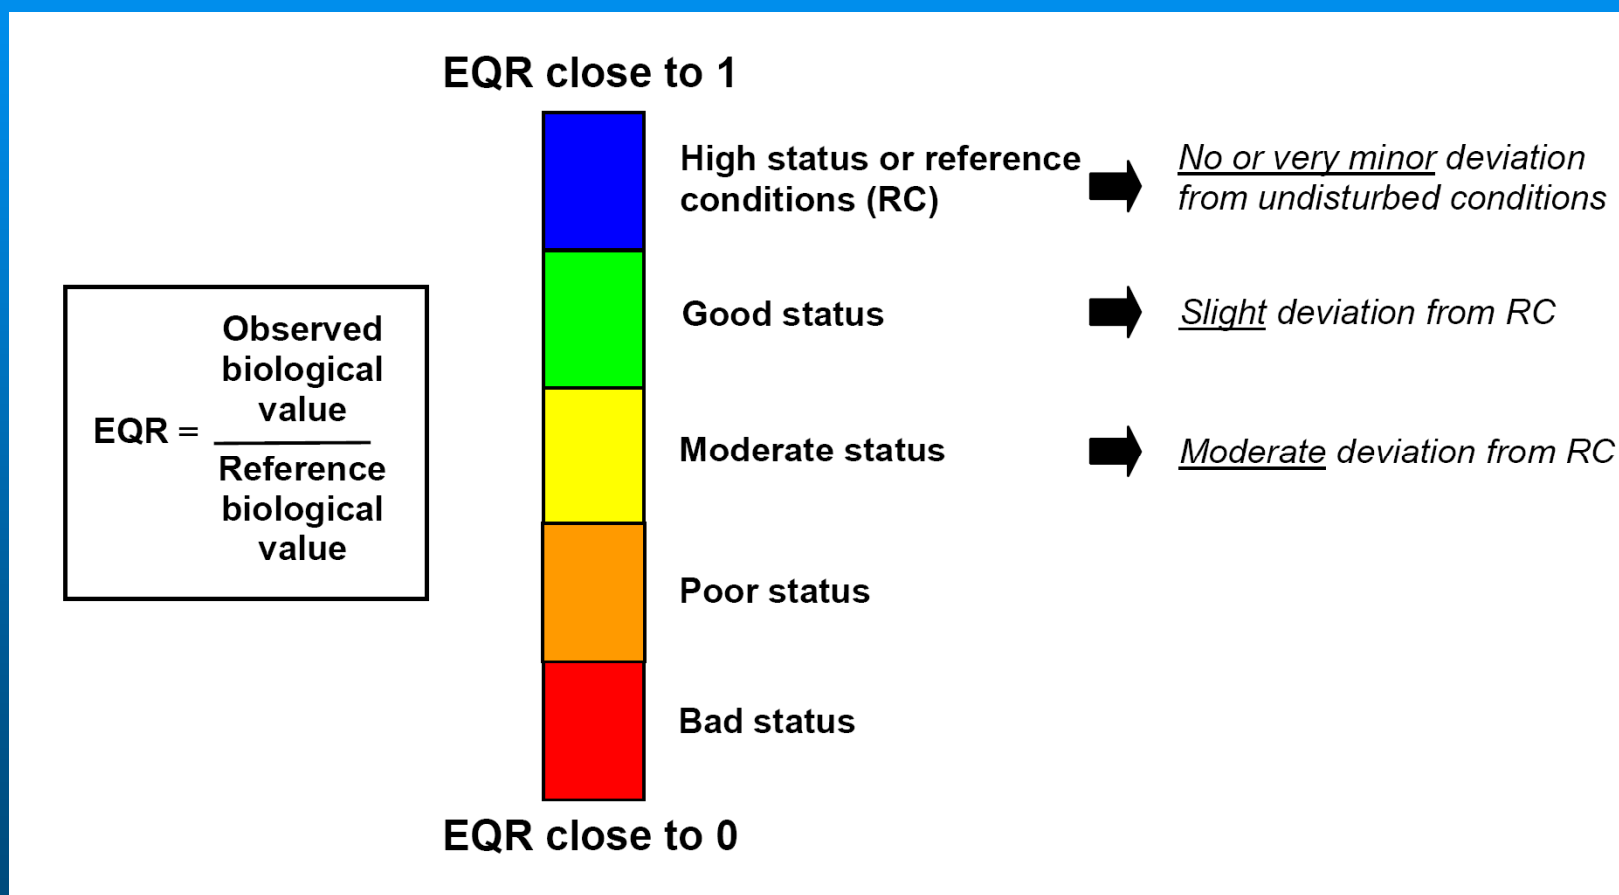 EQR close to 1
High status or reference
conditions (RC)
No or very minor deviation
from undisturbed conditions
Good status
Slight deviation from RC
Observed
biological
value
EQR =
Reference
biological
value
Moderate status
Moderate deviation from RC
Poor status
Bad status
EQR close to 0